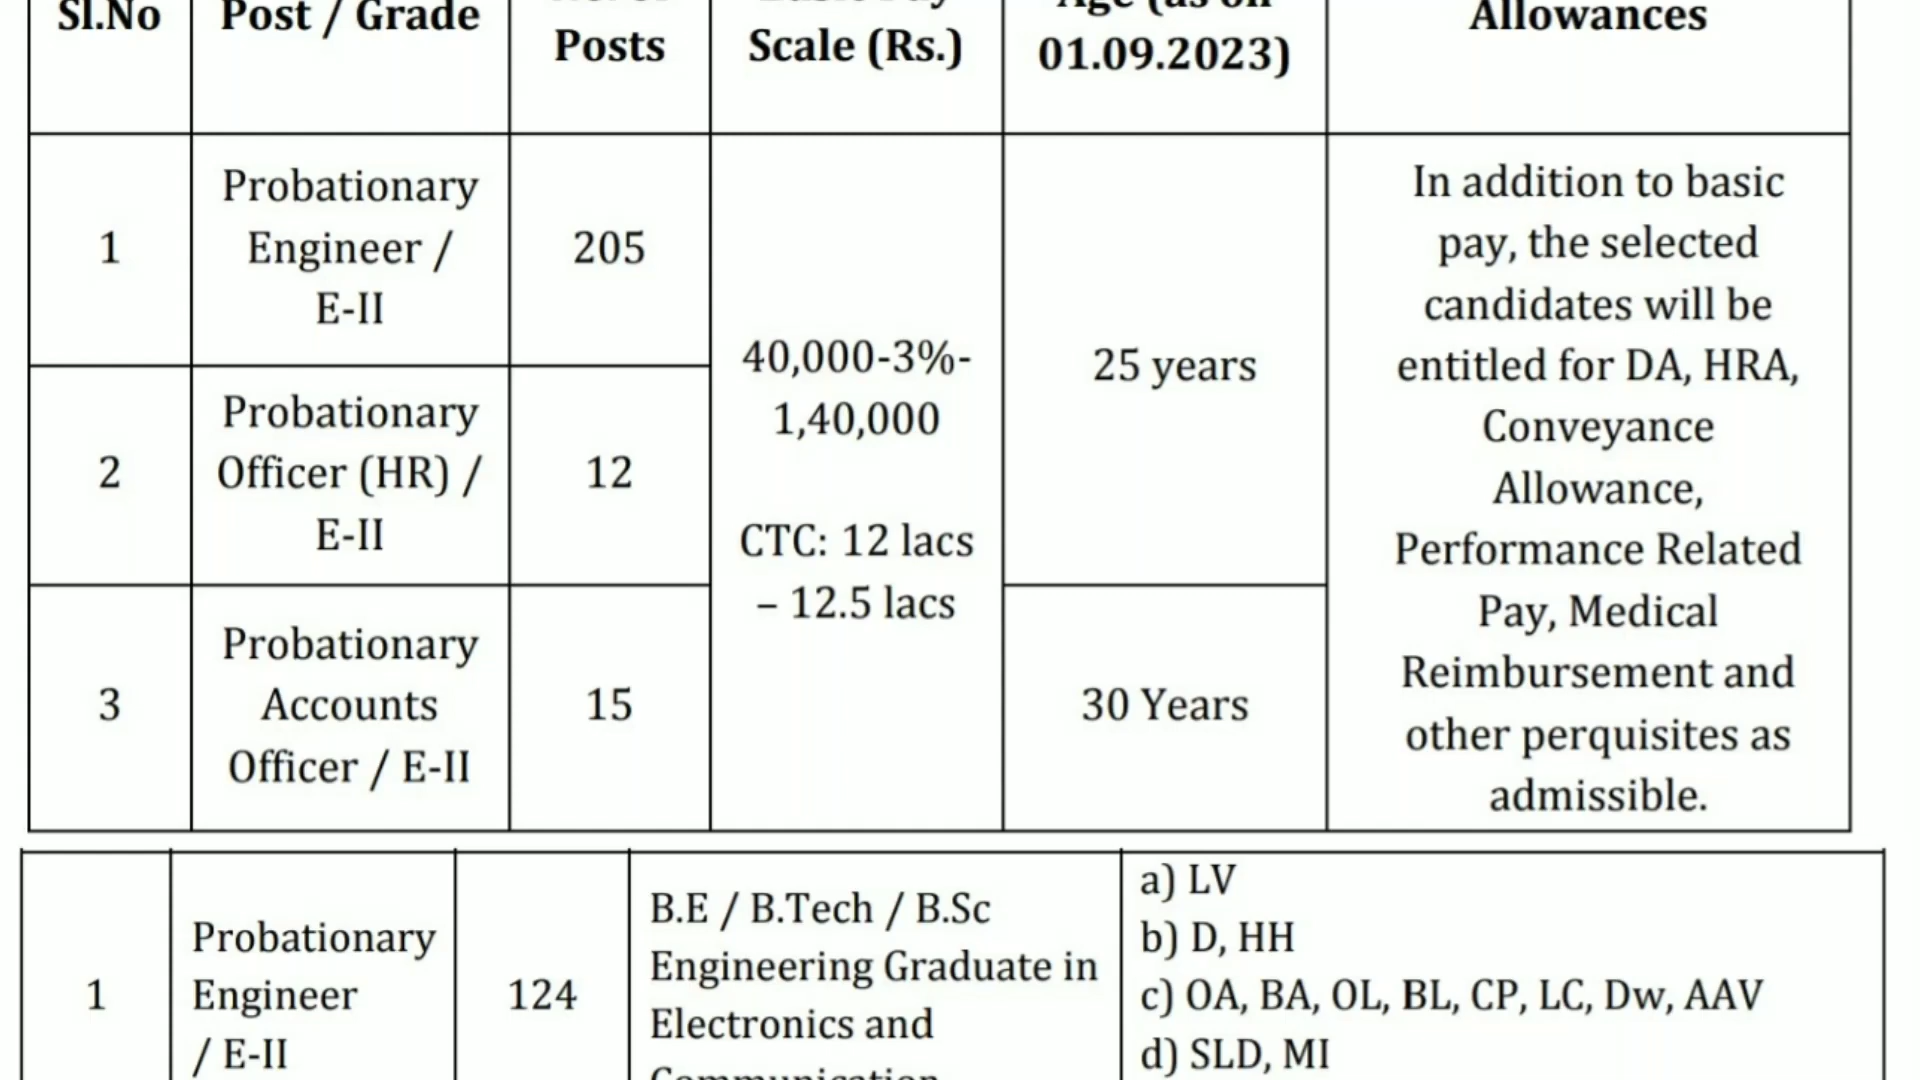 Sl.No
Post / Grade
Posts
Scale (Rs.)
01.09.2023)
Allowances
1
Probationary
Engineer /
E-II
205
2
Probationary
Officer (HR) /
E-II
12
3
Probationary
Accounts
Officer / E-II
15
40,000-3%-
1,40,000
CTC: 12 lacs
– 12.5 lacs
25 years
30 Years
In addition to basic
pay, the selected
candidates will be
entitled for DA, HRA,
Conveyance
Allowance,
Performance Related
Pay, Medical
Reimbursement and
other perquisites as
admissible.
1
Probationary
Engineer
/ E-II
124
B.E / B.Tech / B.Sc
Engineering Graduate in
Electronics and
Communication
a) LV
b) D, HH
c) OA, BA, OL, BL, CP, LC, Dw, AAV
d) SLD, MI